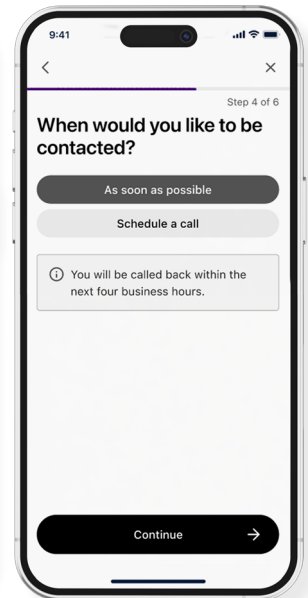 9:41
Step 4 of 6
When would you like to be
contacted?
As soon as possible
Schedule a call
You will be called back within the
next four business hours.
Continue